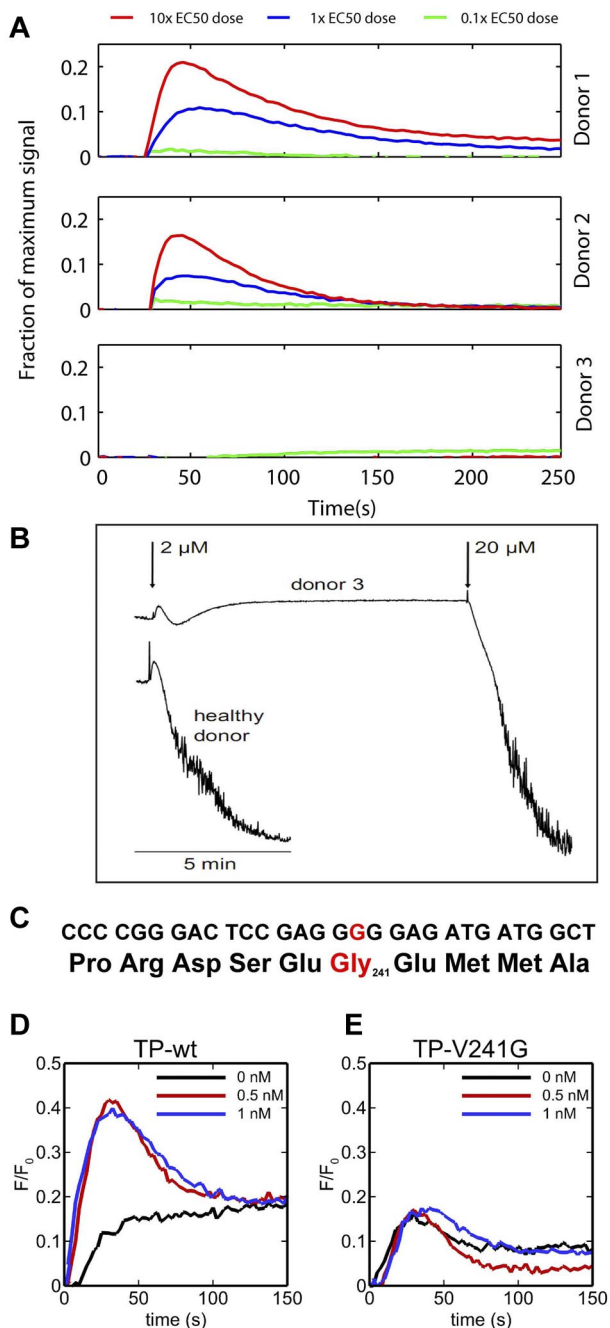 A
10x EC50 dose 1x EC50 dose 0.1x EC50 dose
Fraction of maximum signal
0.2
0.1
0
Donor 1
0.2
0.1
0
Donor 2
0.2
0.1
0
Donor 3
0 50 100 150 200 250
Time(s)
B
2 µM
20 µM
donor 3
healthy
donor
5 min
C
CCC CGG GAC TCC GAG GGG GAG ATG ATG GCT
Pro Arg Asp Ser Glu Gly241 Glu Met Met Ala
D
TP-wt
F/F0
0.5
0.4
0.3
0.2
0.1
0
0 nM
0.5 nM
1 nM
0 50 100 150
time (s)
E
TP-V241G
F/F0
0.5
0.4
0.3
0.2
0.1
0
0 nM
0.5 nM
1 nM
0 50 100 150
time (s)